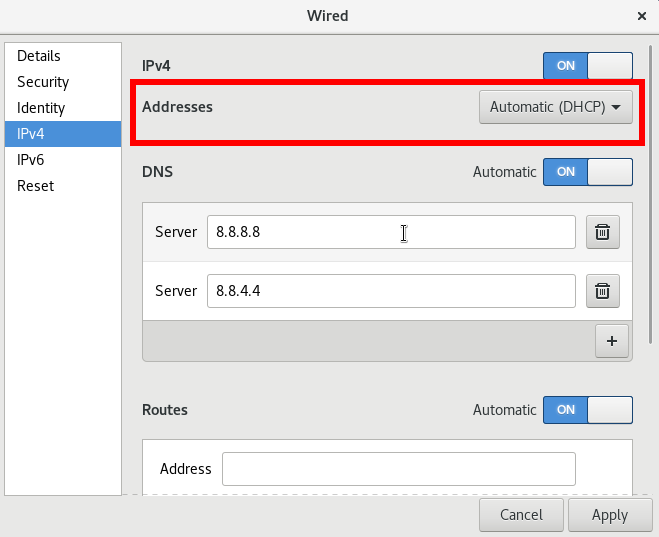 Wired
Details
Security
Identity
IPv4
IPv6
Reset
IPv4 ON
Addresses Automatic (DHCP)
DNS Automatic ON
Server 8.8.8.8
Server 8.8.4.4
+
Routes Automatic ON
Address
Cancel Apply